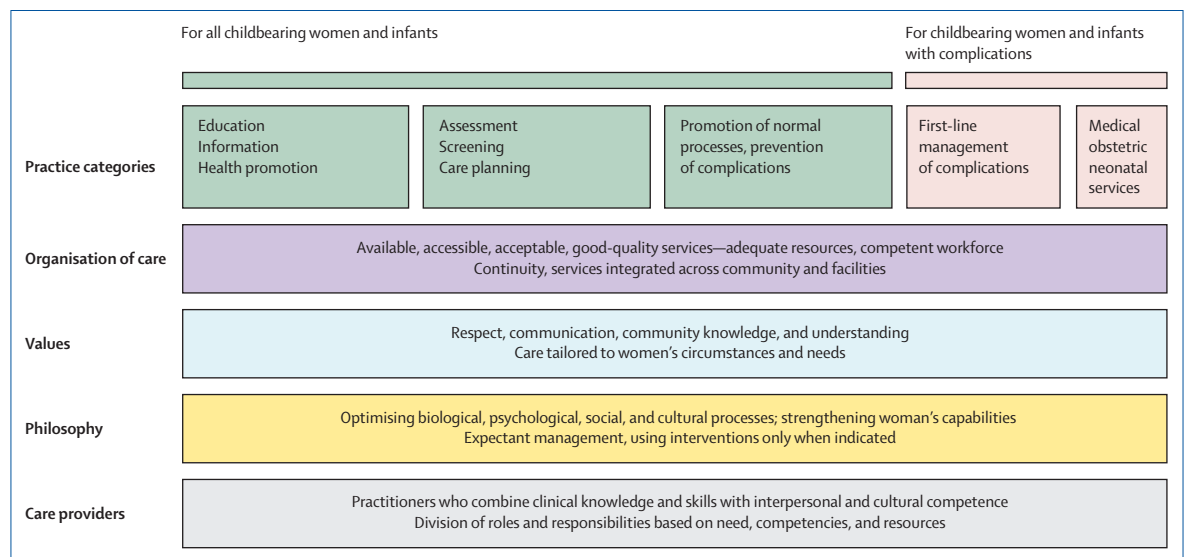 For all childbearing women and infants
For childbearing women and infants
with complications
Practice categories
Education
Information
Health promotion
Assessment
Screening
Care planning
Promotion of normal
processes, prevention
of complications
First-line
management
of complications
Medical
obstetric
neonatal
services
Organisation of care
Available, accessible, acceptable, good-quality services—adequate resources, competent workforce
Continuity, services integrated across community and facilities
Values
Respect, communication, community knowledge, and understanding
Care tailored to women's circumstances and needs
Philosophy
Optimising biological, psychological, social, and cultural processes; strengthening woman's capabilities
Expectant management, using interventions only when indicated
Care providers
Practitioners who combine clinical knowledge and skills with interpersonal and cultural competence
Division of roles and responsibilities based on need, competencies, and resources